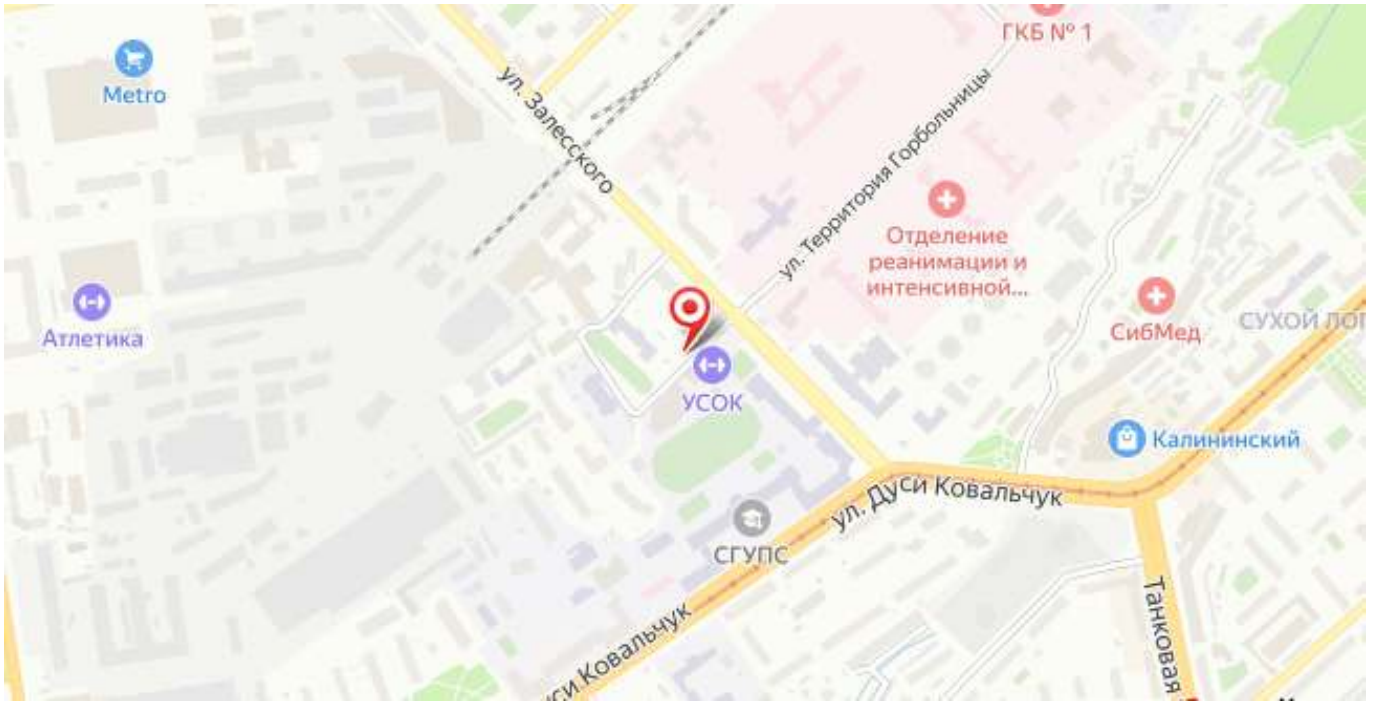 ГКБ № 1
Metro
ул. Залесского
ул. Территория Горбольницы
Отделение
реанимации и
интенсивной...
Атлетика
СибМед
СУХОЙ ЛОГ
УСОК
Калининский
ул. Дуси Ковальчук
СГУПС
Танковая
уси Ковальчук